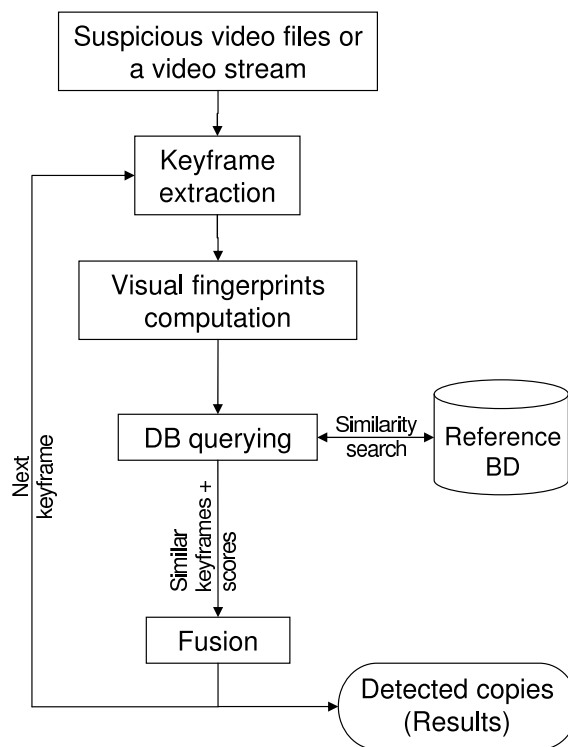 Suspicious video files or
a video stream
Keyframe
extraction
Visual fingerprints
computation
DB querying
Similarity
search
Reference
BD
Next
keyframe
Similar
keyframes +
scores
Fusion
Detected copies
(Results)